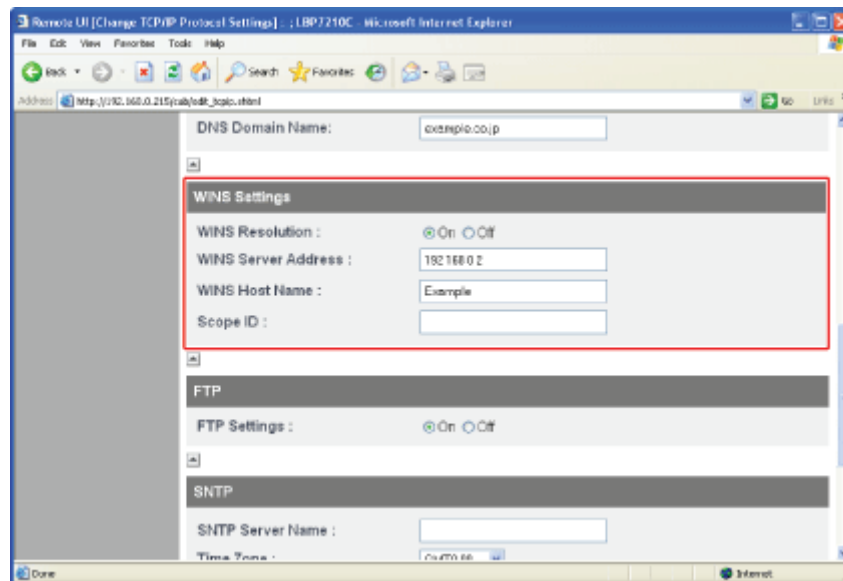 Remote UI [Change TCP/IP Protocol Settings] : ; LBP7210C - Microsoft Internet Explorer
File Edit View Favorites Tools Help
Back Search Favorites
Address http://192.168.0.215/cab/edit_tcpip.shtml Go Links
DNS Domain Name: example.co.jp
WINS Settings
WINS Resolution : On Off
WINS Server Address : 192.168.0.2
WINS Host Name : Example
Scope ID :
FTP
FTP Settings : On Off
SNTP
SNTP Server Name :
Time Zone :
Done Internet